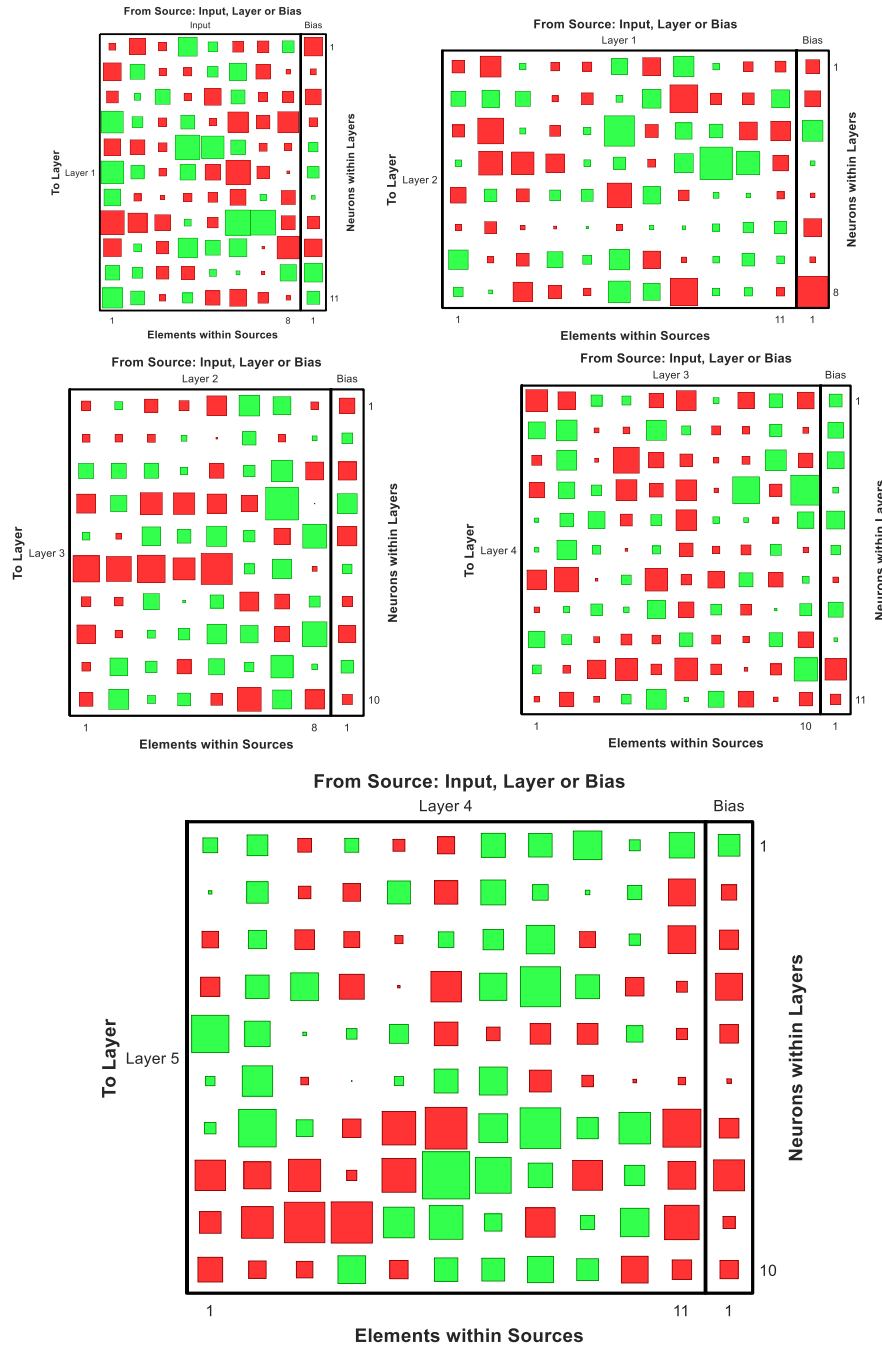 From Source: Input, Layer or Bias
Input
Bias
1
To Layer
Layer 1
Neurons within Layers
11
1
8
1
Elements within Sources
From Source: Input, Layer or Bias
Layer 1
Bias
1
To Layer
Layer 2
Neurons within Layers
8
1
11
1
Elements within Sources
From Source: Input, Layer or Bias
Layer 2
Bias
1
To Layer
Layer 3
Neurons within Layers
10
1
8
1
Elements within Sources
From Source: Input, Layer or Bias
Layer 3
Bias
1
To Layer
Layer 4
Neurons within Layers
11
1
10
1
Elements within Sources
From Source: Input, Layer or Bias
Layer 4
Bias
1
To Layer
Layer 5
Neurons within Layers
10
1
11
1
Elements within Sources